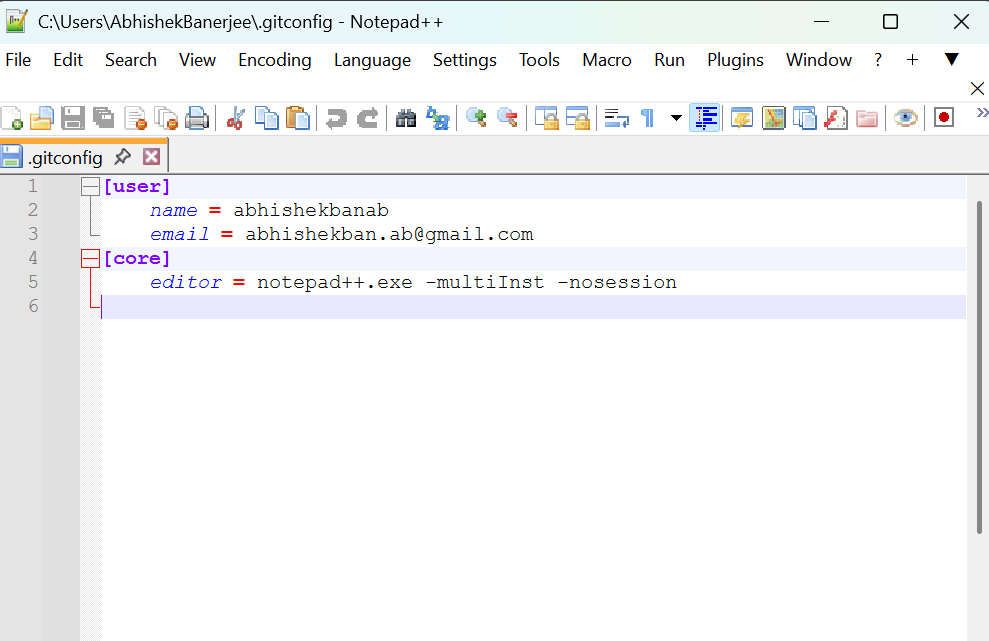 C:\Users\AbhishekBanerjee\.gitconfig - Notepad++
File Edit Search View Encoding Language Settings Tools Macro Run Plugins Window ? + ▼
.gitconfig
1 [user]
2 name = abhishekbanab
3 email = abhishekban.ab@gmail.com
4 [core]
5 editor = notepad++.exe -multiInst -nosession
6